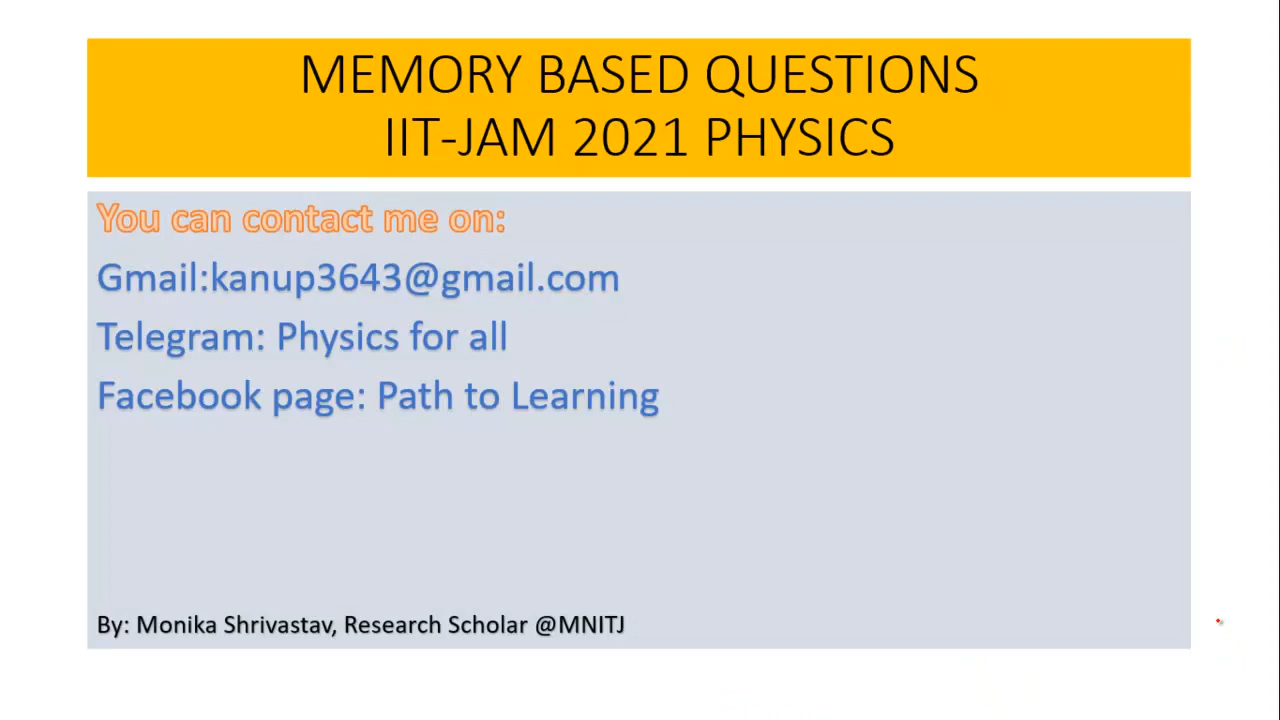 MEMORY BASED QUESTIONS
IIT-JAM 2021 PHYSICS
You can contact me on:
Gmail:kanup3643@gmail.com
Telegram: Physics for all
Facebook page: Path to Learning
By: Monika Shrivastav, Research Scholar @MNITJ